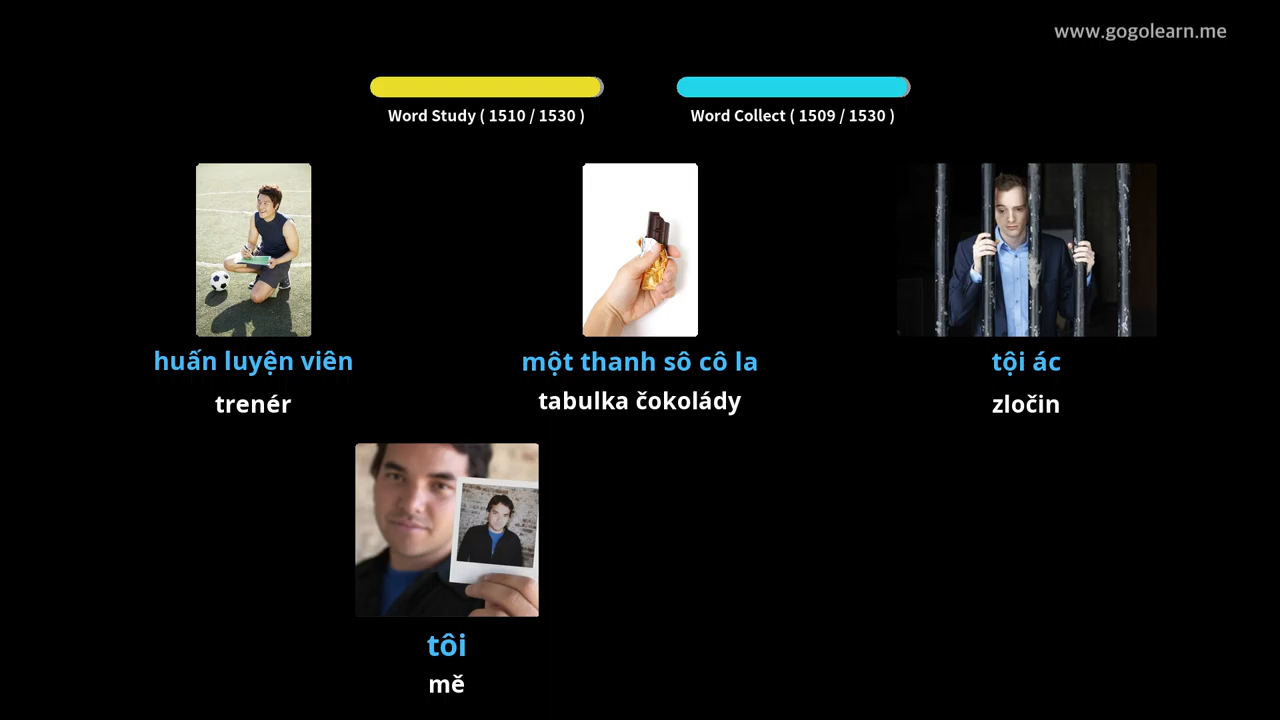 www.gogolearn.me
Word Study ( 1510 / 1530 )
Word Collect ( 1509 / 1530 )
huấn luyện viên
trenér
một thanh sô cô la
tabulka čokolády
tội ác
zločin
tôi
mě